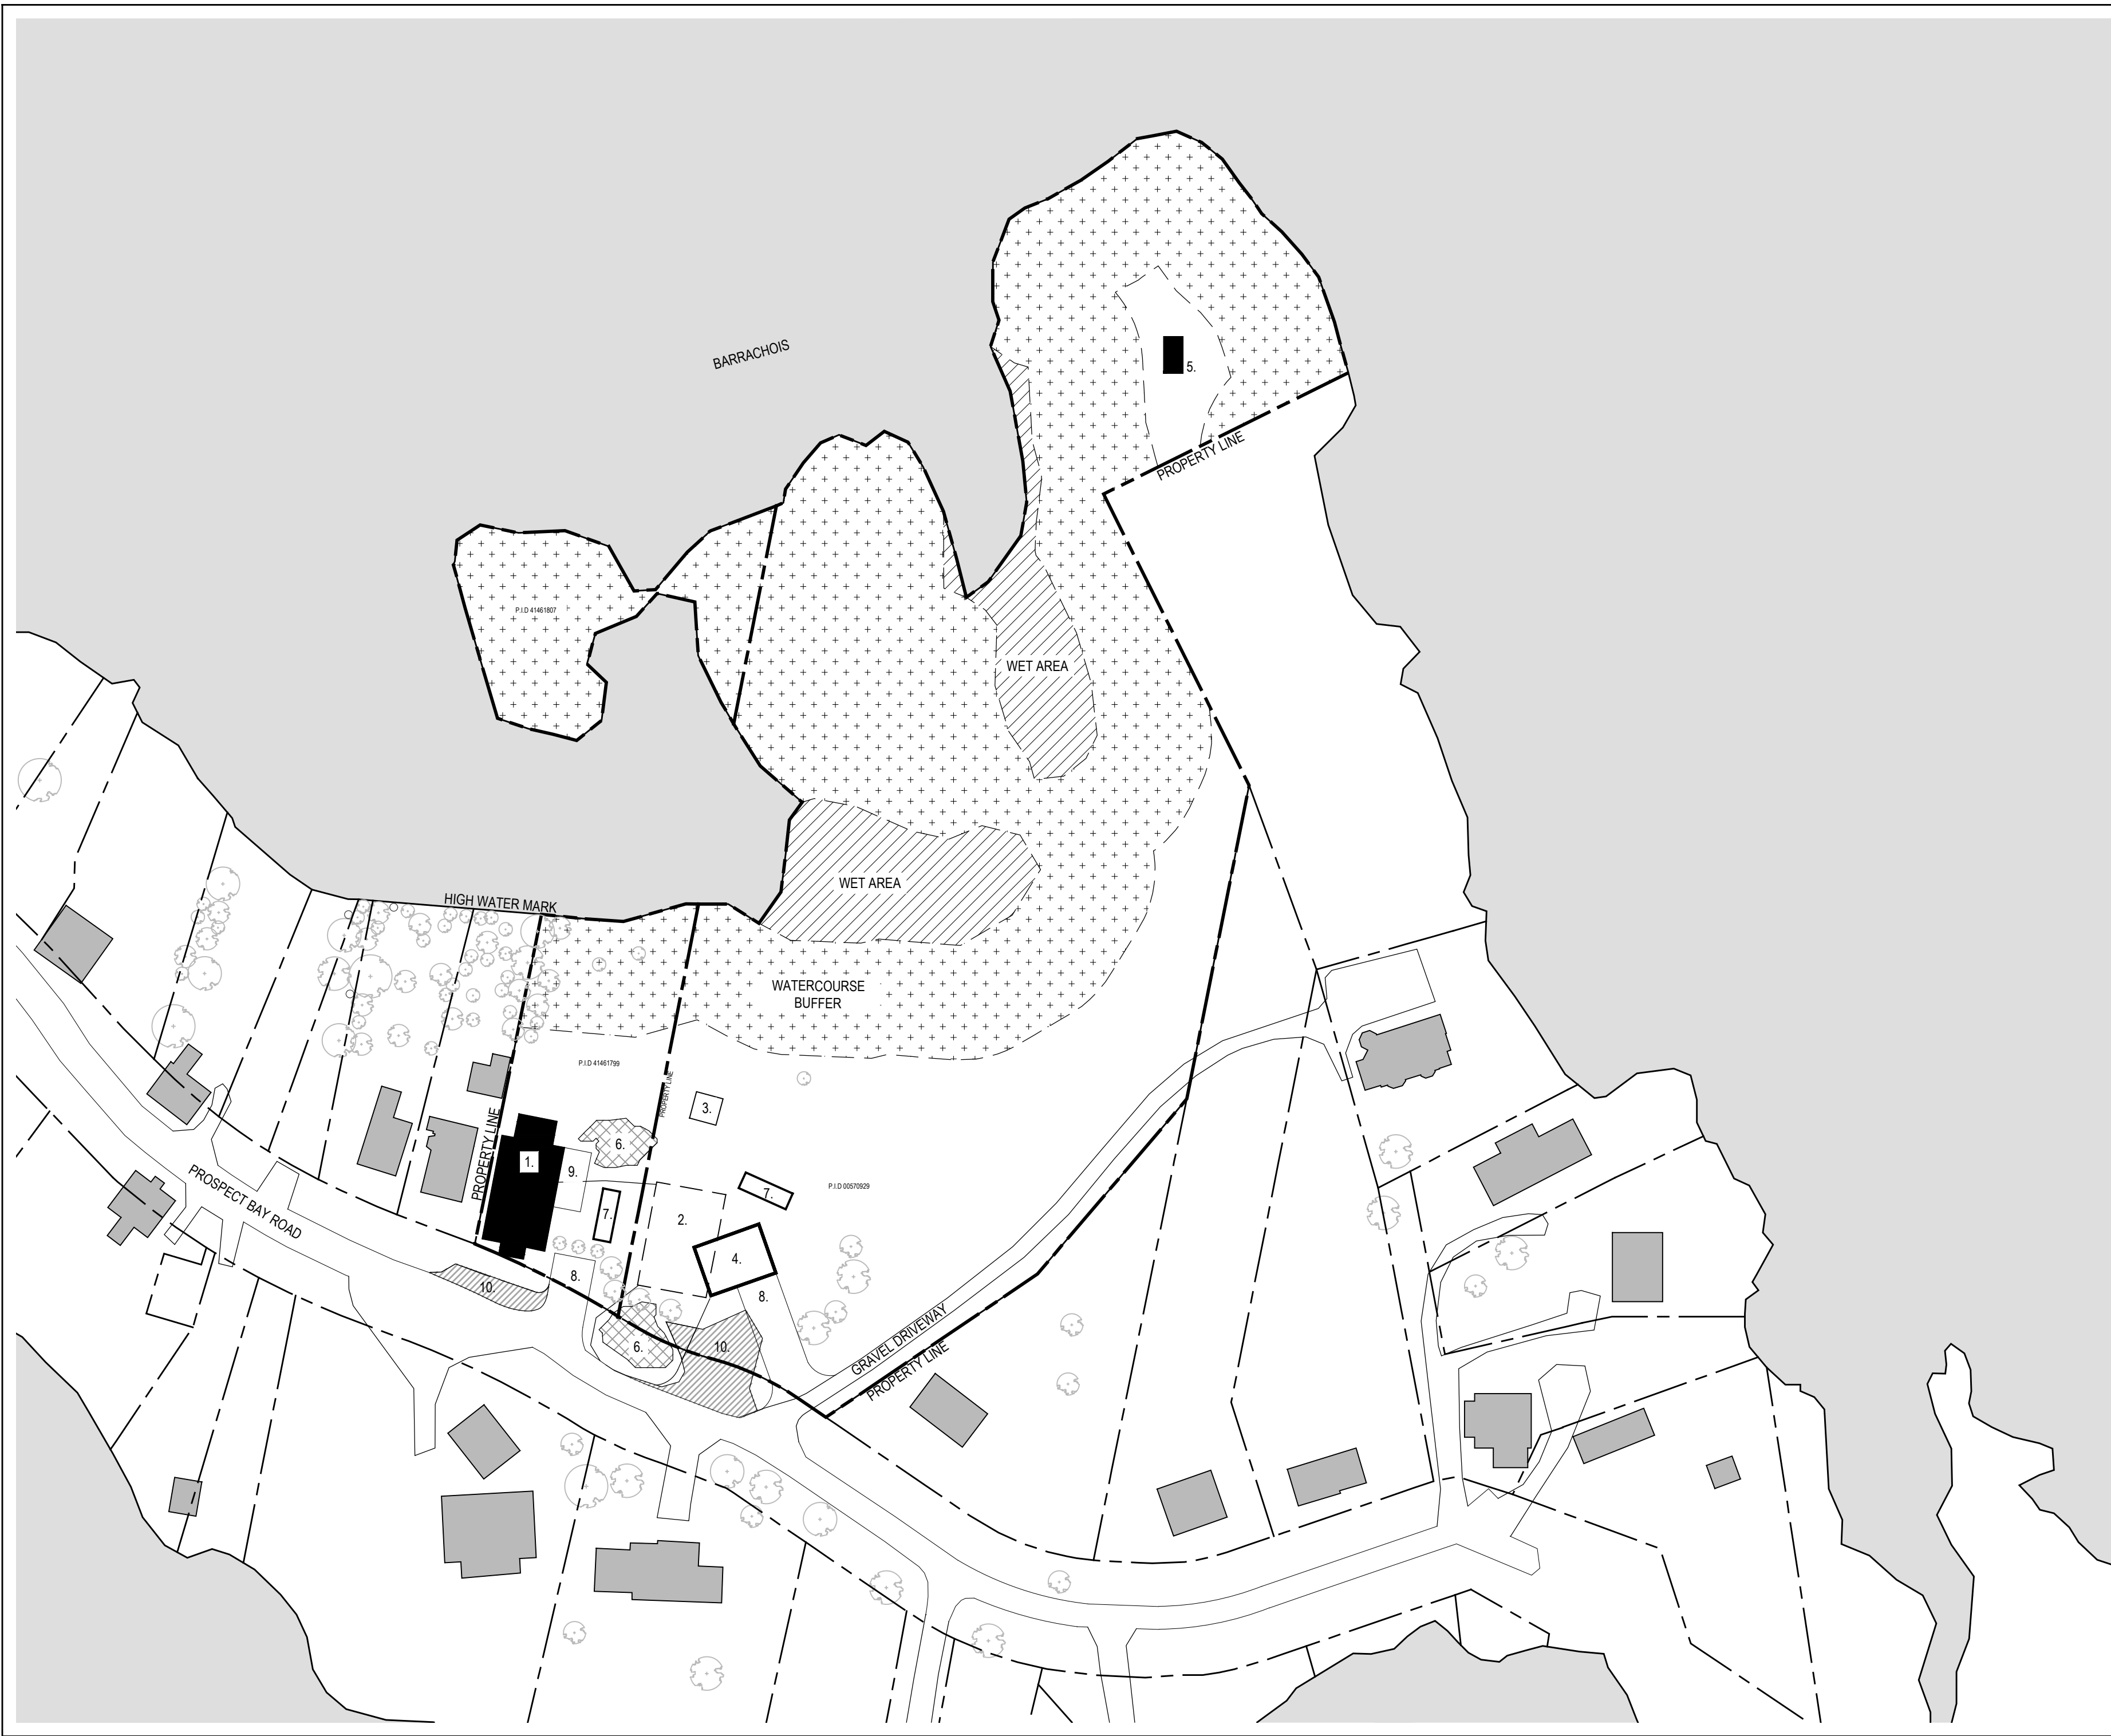 BARRACHOIS
5.
PROPERTY LINE
P.I.D 41461807
WET AREA
WET AREA
HIGH WATER MARK
WATERCOURSE
BUFFER
P.I.D 41461799
PROPERTY LINE
3.
PROPERTY LINE
6.
1.
9.
7.
P.I.D 00570929
PROSPECT BAY ROAD
7.
2.
4.
8.
10.
8.
6.
10.
GRAVEL DRIVEWAY
PROPERTY LINE